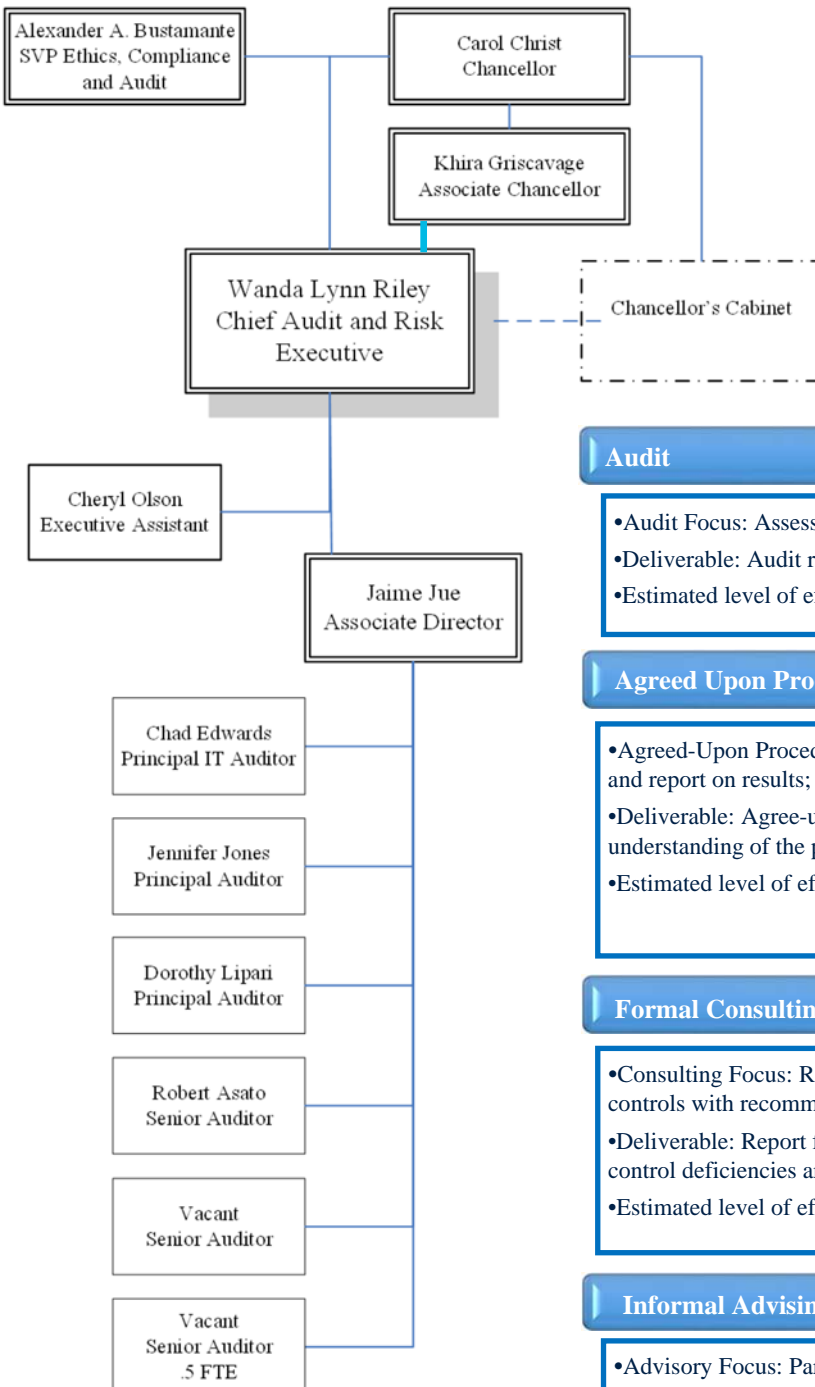 Alexander A. Bustamante
SVP Ethics, Compliance
and Audit
Carol Christ
Chancellor
Khira Griscavage
Associate Chancellor
Wanda Lynn Riley
Chief Audit and Risk
Executive
Chancellor's Cabinet
Cheryl Olson
Executive Assistant
Jaime Jue
Associate Director
Chad Edwards
Principal IT Auditor
Jennifer Jones
Principal Auditor
Dorothy Lipari
Principal Auditor
Robert Asato
Senior Auditor
Vacant
Senior Auditor
Vacant
Senior Auditor
.5 FTE
Audit
•Audit Focus: Assess
•Deliverable: Audit
•Estimated level of
Agreed Upon
•Agreed-Upon
and report on results;
•Deliverable:
understanding of the
•Estimated level of
Formal
•Consulting Focus:
controls with
•Deliverable: Report
control deficiencies
•Estimated level of
Informal
•Advisory Focus: